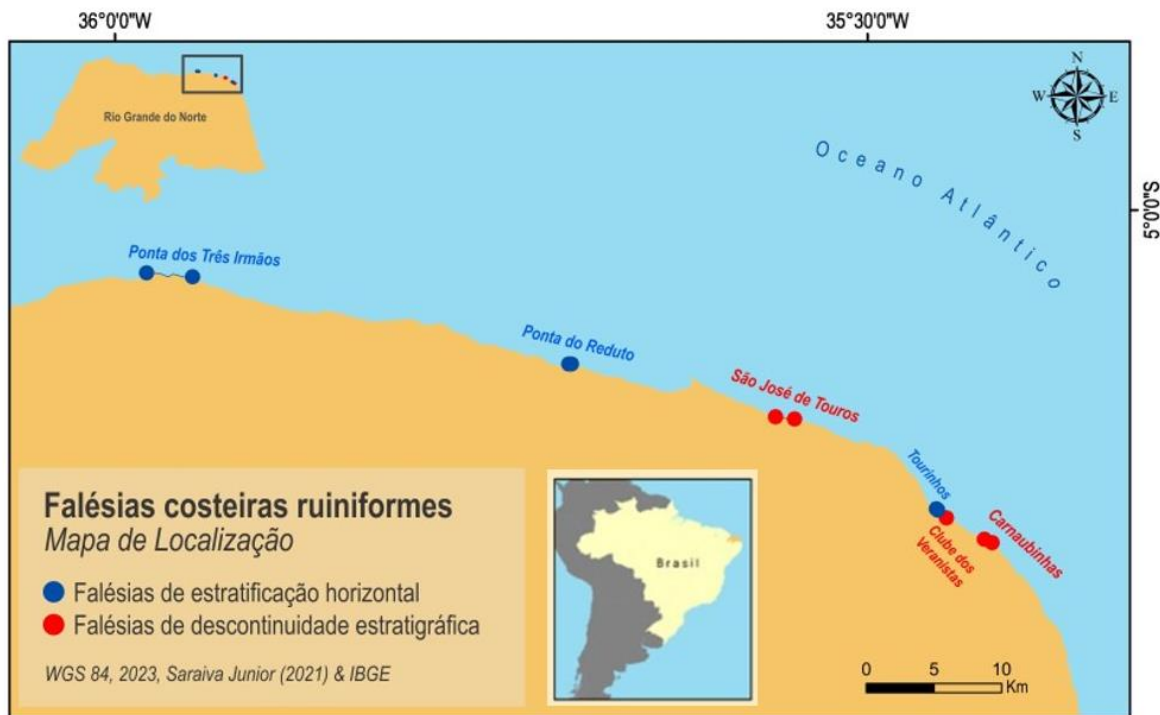 36°0'0"W
35°30'0"W
5°0'0"S
Rio Grande do Norte
N
W
E
S
Oceano Atlântico
Ponta dos Três Irmãos
Ponta do Reduto
São José de Touros
Tourinhos
Clube dos
Veranistas
Carnaubinhas
Falésias costeiras ruiniformes
Mapa de Localização
Falésias de estratificação horizontal
Falésias de descontinuidade estratigráfica
WGS 84, 2023, Saraiva Junior (2021) & IBGE
Brasil
0 5 10
Km